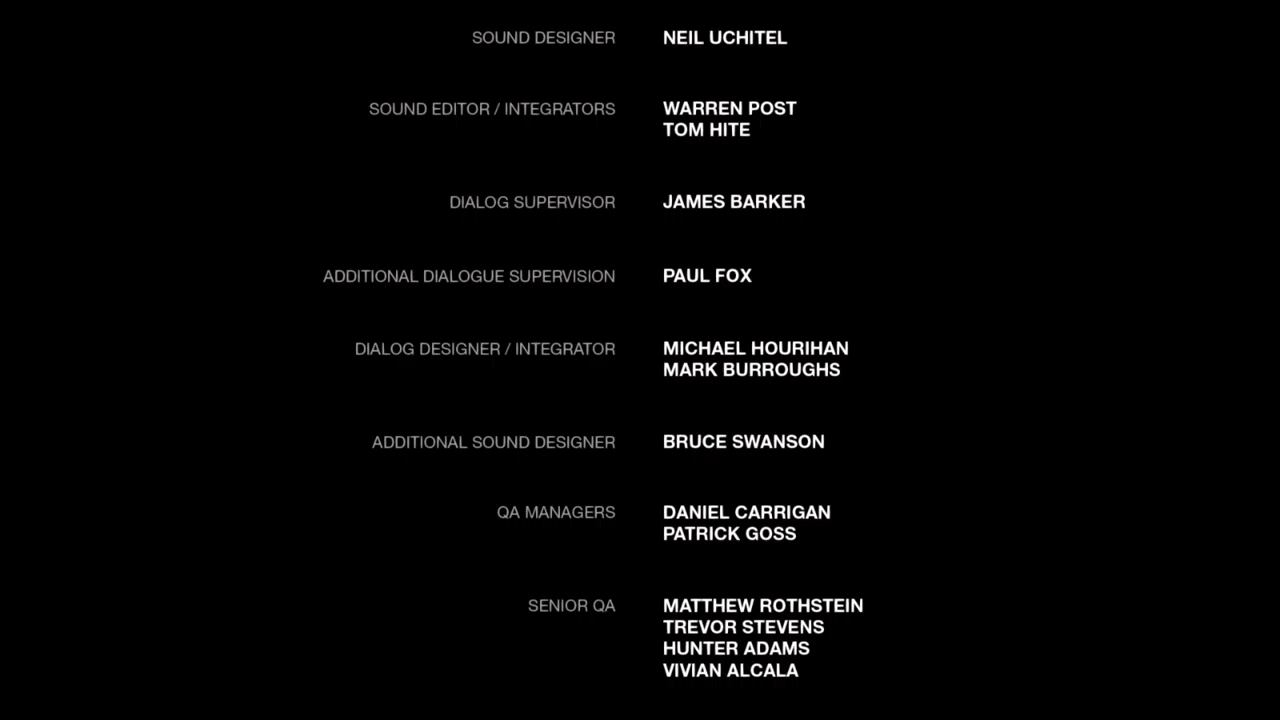 SOUND DESIGNER NEIL UCHITEL
SOUND EDITOR / INTEGRATORS WARREN POST
TOM HITE
DIALOG SUPERVISOR JAMES BARKER
ADDITIONAL DIALOGUE SUPERVISION PAUL FOX
DIALOG DESIGNER / INTEGRATOR MICHAEL HOURIHAN
MARK BURROUGHS
ADDITIONAL SOUND DESIGNER BRUCE SWANSON
QA MANAGERS DANIEL CARRIGAN
PATRICK GOSS
SENIOR QA MATTHEW ROTHSTEIN
TREVOR STEVENS
HUNTER ADAMS
VIVIAN ALCALA